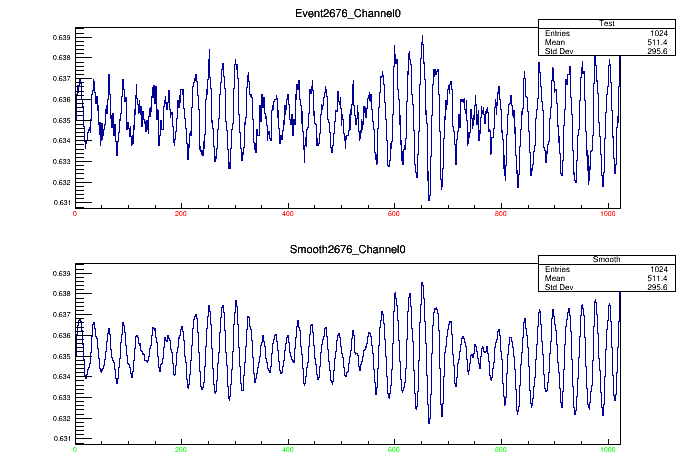 Event2676_Channel0
Test
Entries 1024
Mean 511.4
Std Dev 295.6
0.639
0.638
0.637
0.636
0.635
0.634
0.633
0.632
0.631
0 200 400 600 800 1000
Smooth2676_Channel0
Smooth
Entries 1024
Mean 511.4
Std Dev 295.6
0.639
0.638
0.637
0.636
0.635
0.634
0.633
0.632
0.631
0 200 400 600 800 1000